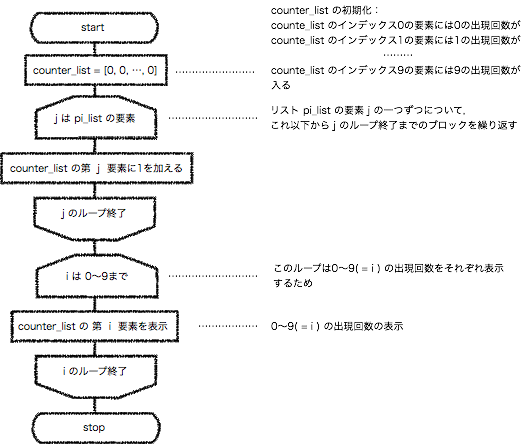 start
counter_list の初期化：
counte_list のインデックス0の要素には0の出現回数が
counte_list のインデックス1の要素には1の出現回数が
………
counter_list = [0, 0, …, 0]
counte_list のインデックス9の要素には9の出現回数が
入る
j は pi_list の要素
リスト pi_list の要素 j の一つずつについて,
これ以下から j のループ終了までのブロックを繰り返す
counter_list の第 j 要素に1を加える
j のループ終了
i は 0〜9まで
このループは0〜9( = i ) の出現回数をそれぞれ表示
するため
counter_list の 第 i 要素を表示
0〜9( = i ) の出現回数の表示
i のループ終了
stop